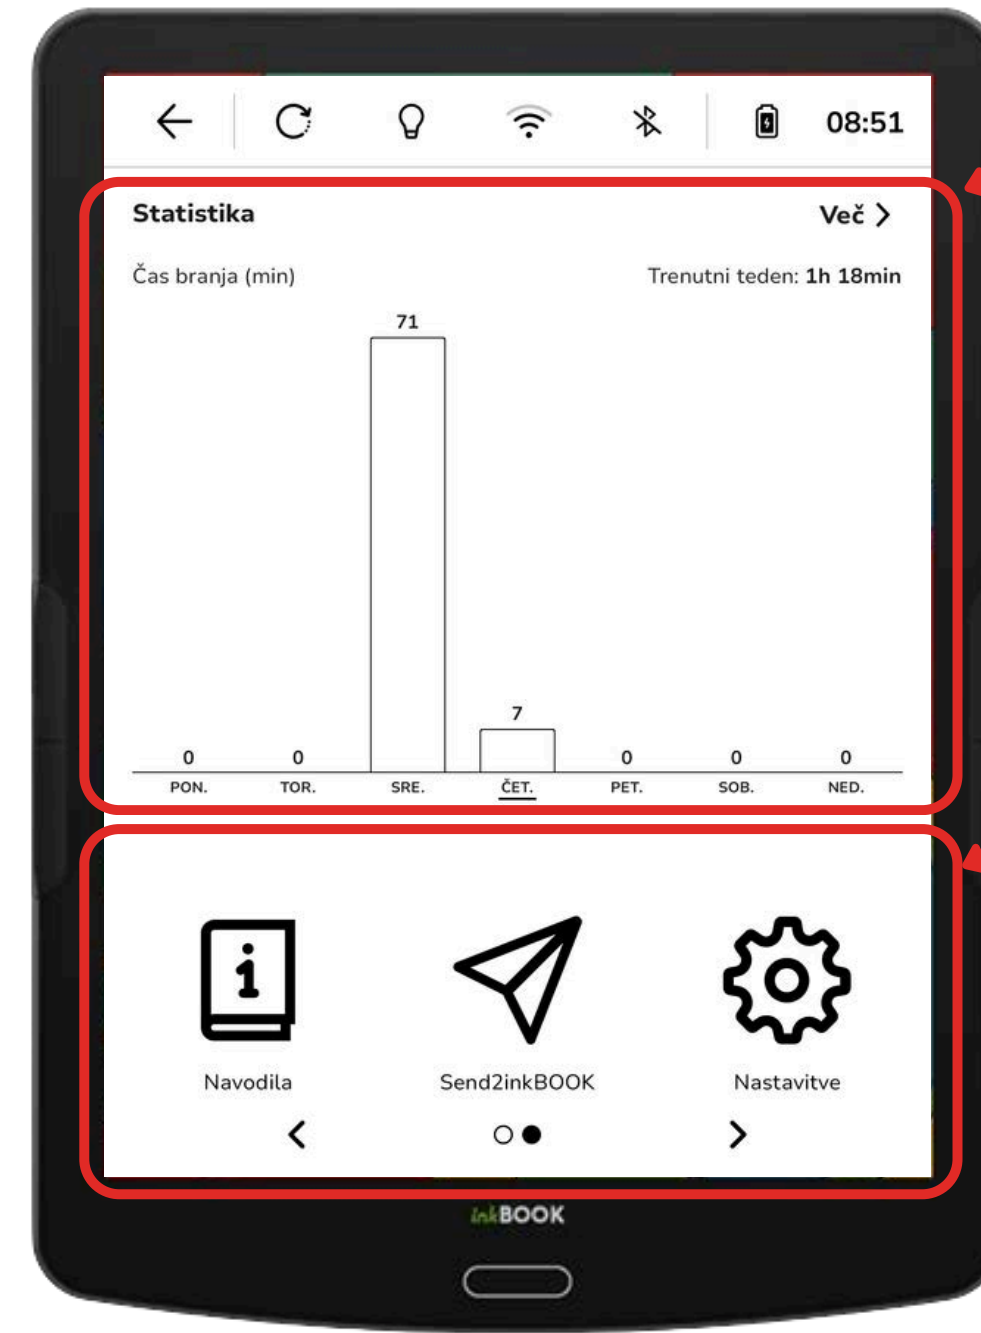 08:51
Statistika Več
Čas branja (min) Trenutni teden: 1h 18min
71
7
0 0 0 0 0
PON. TOR. SRE. ČET. PET. SOB. NED.
Navodila Send2inkBOOK Nastavitve
inkBOOK